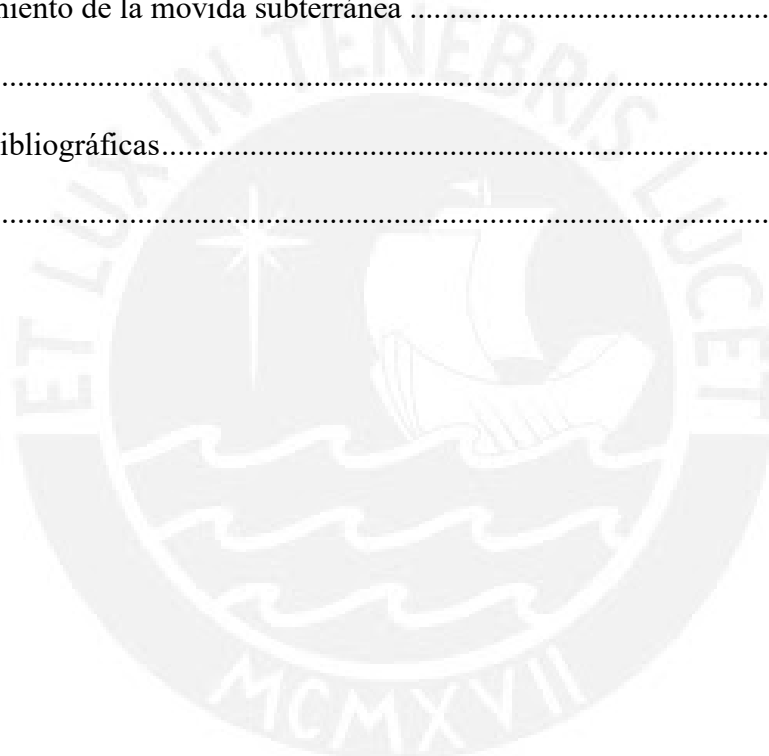 miento de la movida subterránea ................................................
................................................................................................
ibliográficas............................................................................
................................................................................................
ET LUX IN TENEBRIS LUCET
MCMXVII